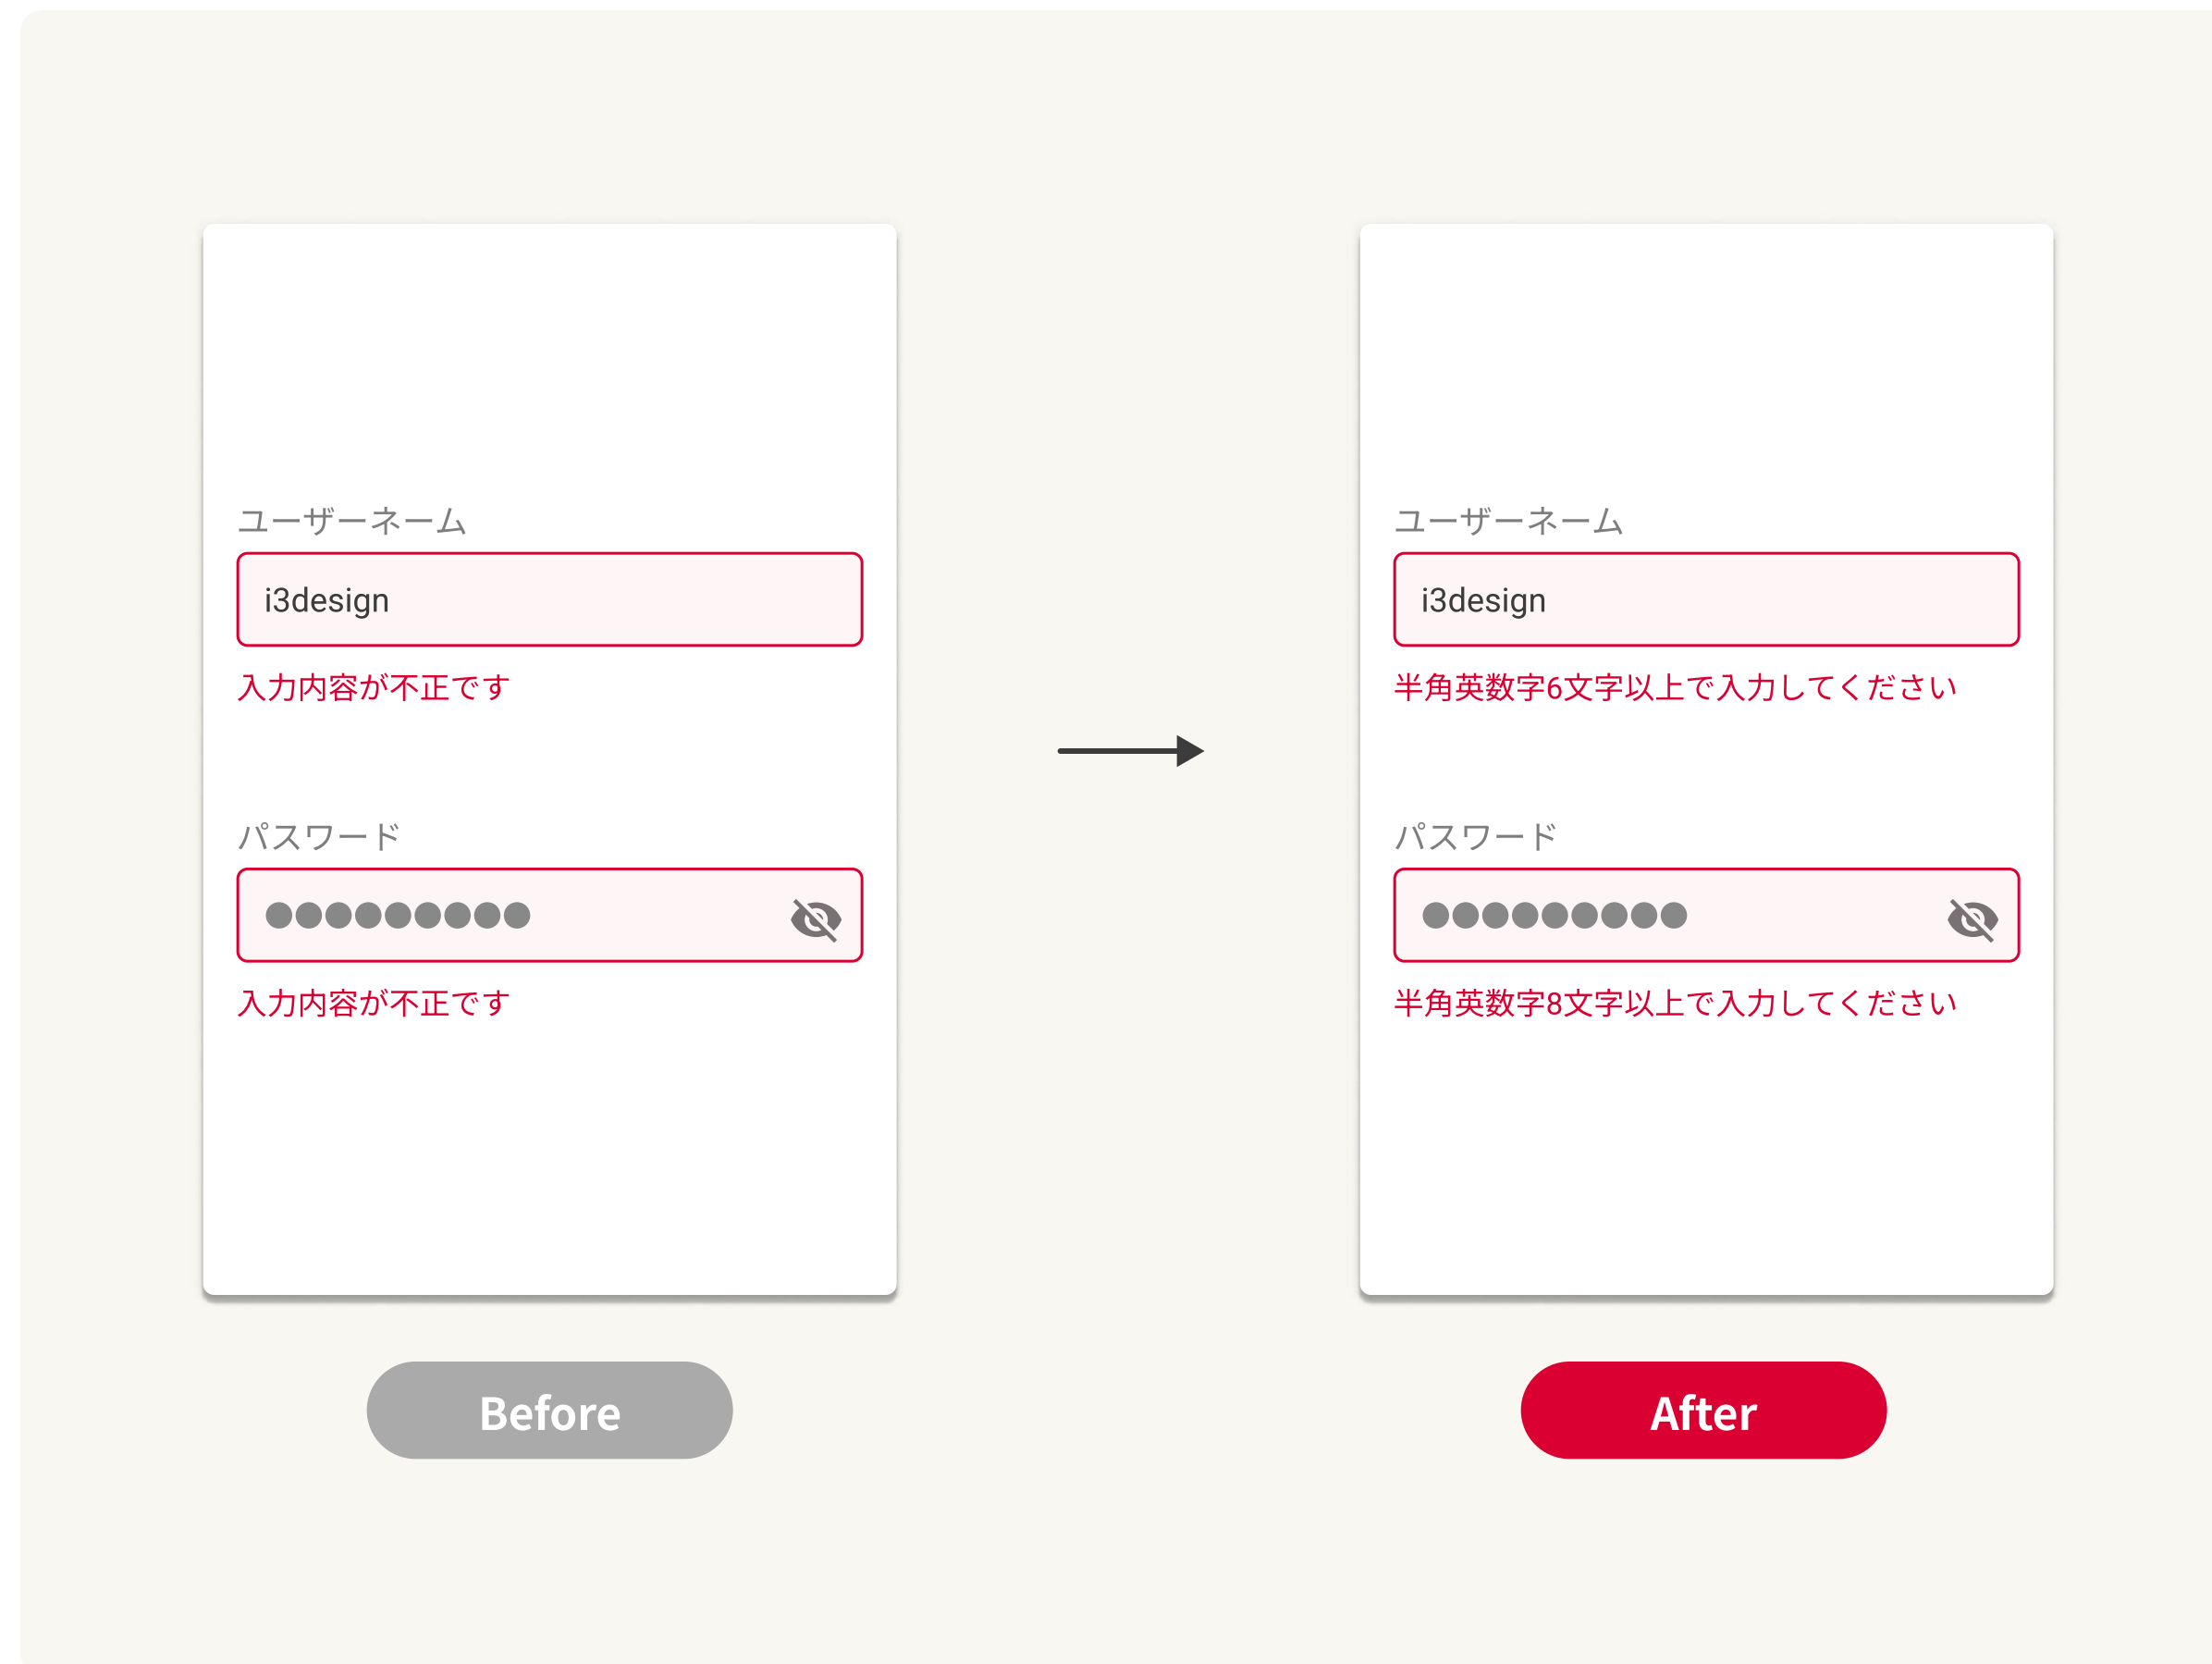 ユーザーネーム
i3design
入力内容が不正です
パスワード
●●●●●●●●●
入力内容が不正です
Before
ユーザーネーム
i3design
半角英数字6文字以上で入力してください
パスワード
●●●●●●●●●
半角英数字8文字以上で入力してください
After